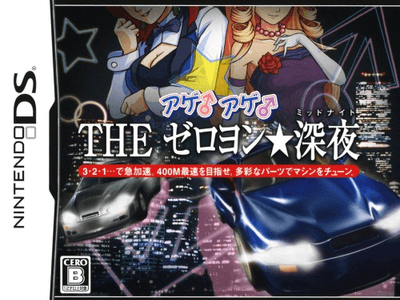 NINTENDO DS
アゲ♂アゲ♂
ミッドナイト
THE ゼロヨン★深夜
3・2・1…で急加速。400M最速を目指せ。多彩なパーツでマシンをチューン。
CERO
B